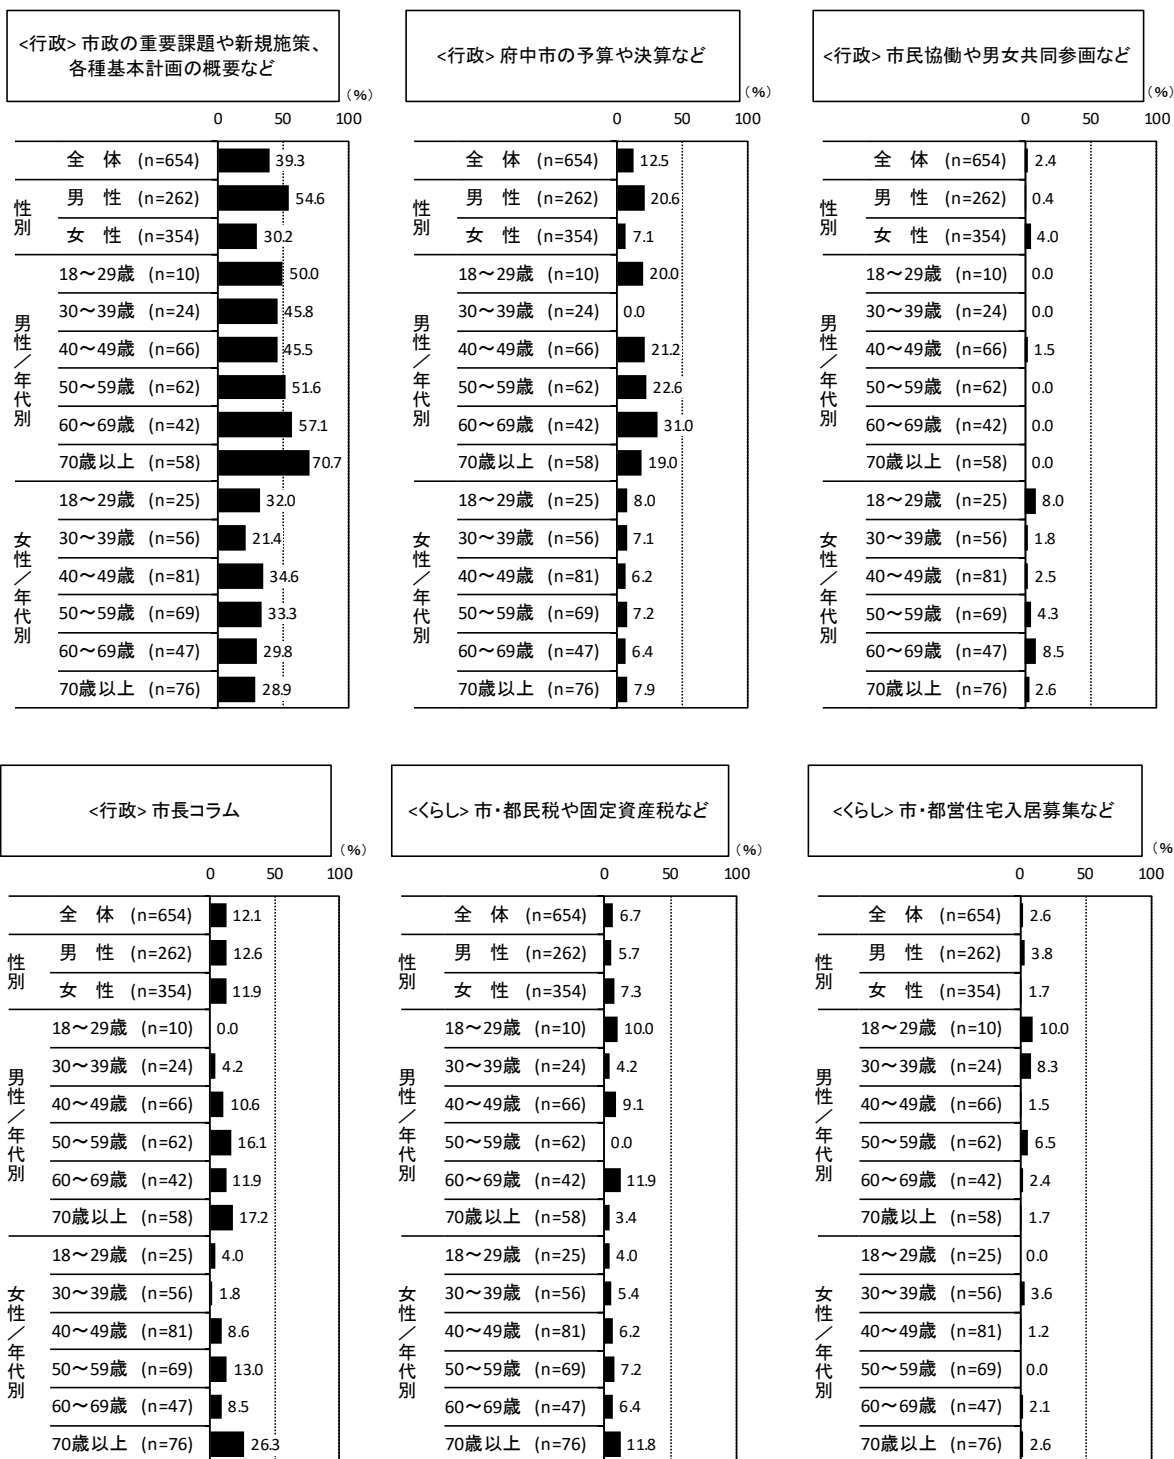 <行政> 市政の重要課題や新規施策、
各種基本計画の概要など
(%)
0 50 100
全 体 (n=654) 39.3
性別
男 性 (n=262) 54.6
女 性 (n=354) 30.2
男性／年代別
18～29歳 (n=10) 50.0
30～39歳 (n=24) 45.8
40～49歳 (n=66) 45.5
50～59歳 (n=62) 51.6
60～69歳 (n=42) 57.1
70歳以上 (n=58) 70.7
女性／年代別
18～29歳 (n=25) 32.0
30～39歳 (n=56) 21.4
40～49歳 (n=81) 34.6
50～59歳 (n=69) 33.3
60～69歳 (n=47) 29.8
70歳以上 (n=76) 28.9
<行政> 府中市の予算や決算など
(%)
0 50 100
全 体 (n=654) 12.5
性別
男 性 (n=262) 20.6
女 性 (n=354) 7.1
男性／年代別
18～29歳 (n=10) 20.0
30～39歳 (n=24) 0.0
40～49歳 (n=66) 21.2
50～59歳 (n=62) 22.6
60～69歳 (n=42) 31.0
70歳以上 (n=58) 19.0
女性／年代別
18～29歳 (n=25) 8.0
30～39歳 (n=56) 7.1
40～49歳 (n=81) 6.2
50～59歳 (n=69) 7.2
60～69歳 (n=47) 6.4
70歳以上 (n=76) 7.9
<行政> 市民協働や男女共同参画など
(%)
0 50 100
全 体 (n=654) 2.4
性別
男 性 (n=262) 0.4
女 性 (n=354) 4.0
男性／年代別
18～29歳 (n=10) 0.0
30～39歳 (n=24) 0.0
40～49歳 (n=66) 1.5
50～59歳 (n=62) 0.0
60～69歳 (n=42) 0.0
70歳以上 (n=58) 0.0
女性／年代別
18～29歳 (n=25) 8.0
30～39歳 (n=56) 1.8
40～49歳 (n=81) 2.5
50～59歳 (n=69) 4.3
60～69歳 (n=47) 8.5
70歳以上 (n=76) 2.6
<行政> 市長コラム
(%)
0 50 100
全 体 (n=654) 12.1
性別
男 性 (n=262) 12.6
女 性 (n=354) 11.9
男性／年代別
18～29歳 (n=10) 0.0
30～39歳 (n=24) 4.2
40～49歳 (n=66) 10.6
50～59歳 (n=62) 16.1
60～69歳 (n=42) 11.9
70歳以上 (n=58) 17.2
女性／年代別
18～29歳 (n=25) 4.0
30～39歳 (n=56) 1.8
40～49歳 (n=81) 8.6
50～59歳 (n=69) 13.0
60～69歳 (n=47) 8.5
70歳以上 (n=76) 26.3
<くらし> 市・都民税や固定資産税など
(%)
0 50 100
全 体 (n=654) 6.7
性別
男 性 (n=262) 5.7
女 性 (n=354) 7.3
男性／年代別
18～29歳 (n=10) 10.0
30～39歳 (n=24) 4.2
40～49歳 (n=66) 9.1
50～59歳 (n=62) 0.0
60～69歳 (n=42) 11.9
70歳以上 (n=58) 3.4
女性／年代別
18～29歳 (n=25) 4.0
30～39歳 (n=56) 5.4
40～49歳 (n=81) 6.2
50～59歳 (n=69) 7.2
60～69歳 (n=47) 6.4
70歳以上 (n=76) 11.8
<くらし> 市・都営住宅入居募集など
(%
0 50 100
全 体 (n=654) 2.6
性別
男 性 (n=262) 3.8
女 性 (n=354) 1.7
男性／年代別
18～29歳 (n=10) 10.0
30～39歳 (n=24) 8.3
40～49歳 (n=66) 1.5
50～59歳 (n=62) 6.5
60～69歳 (n=42) 2.4
70歳以上 (n=58) 1.7
女性／年代別
18～29歳 (n=25) 0.0
30～39歳 (n=56) 3.6
40～49歳 (n=81) 1.2
50～59歳 (n=69) 0.0
60～69歳 (n=47) 2.1
70歳以上 (n=76) 2.6